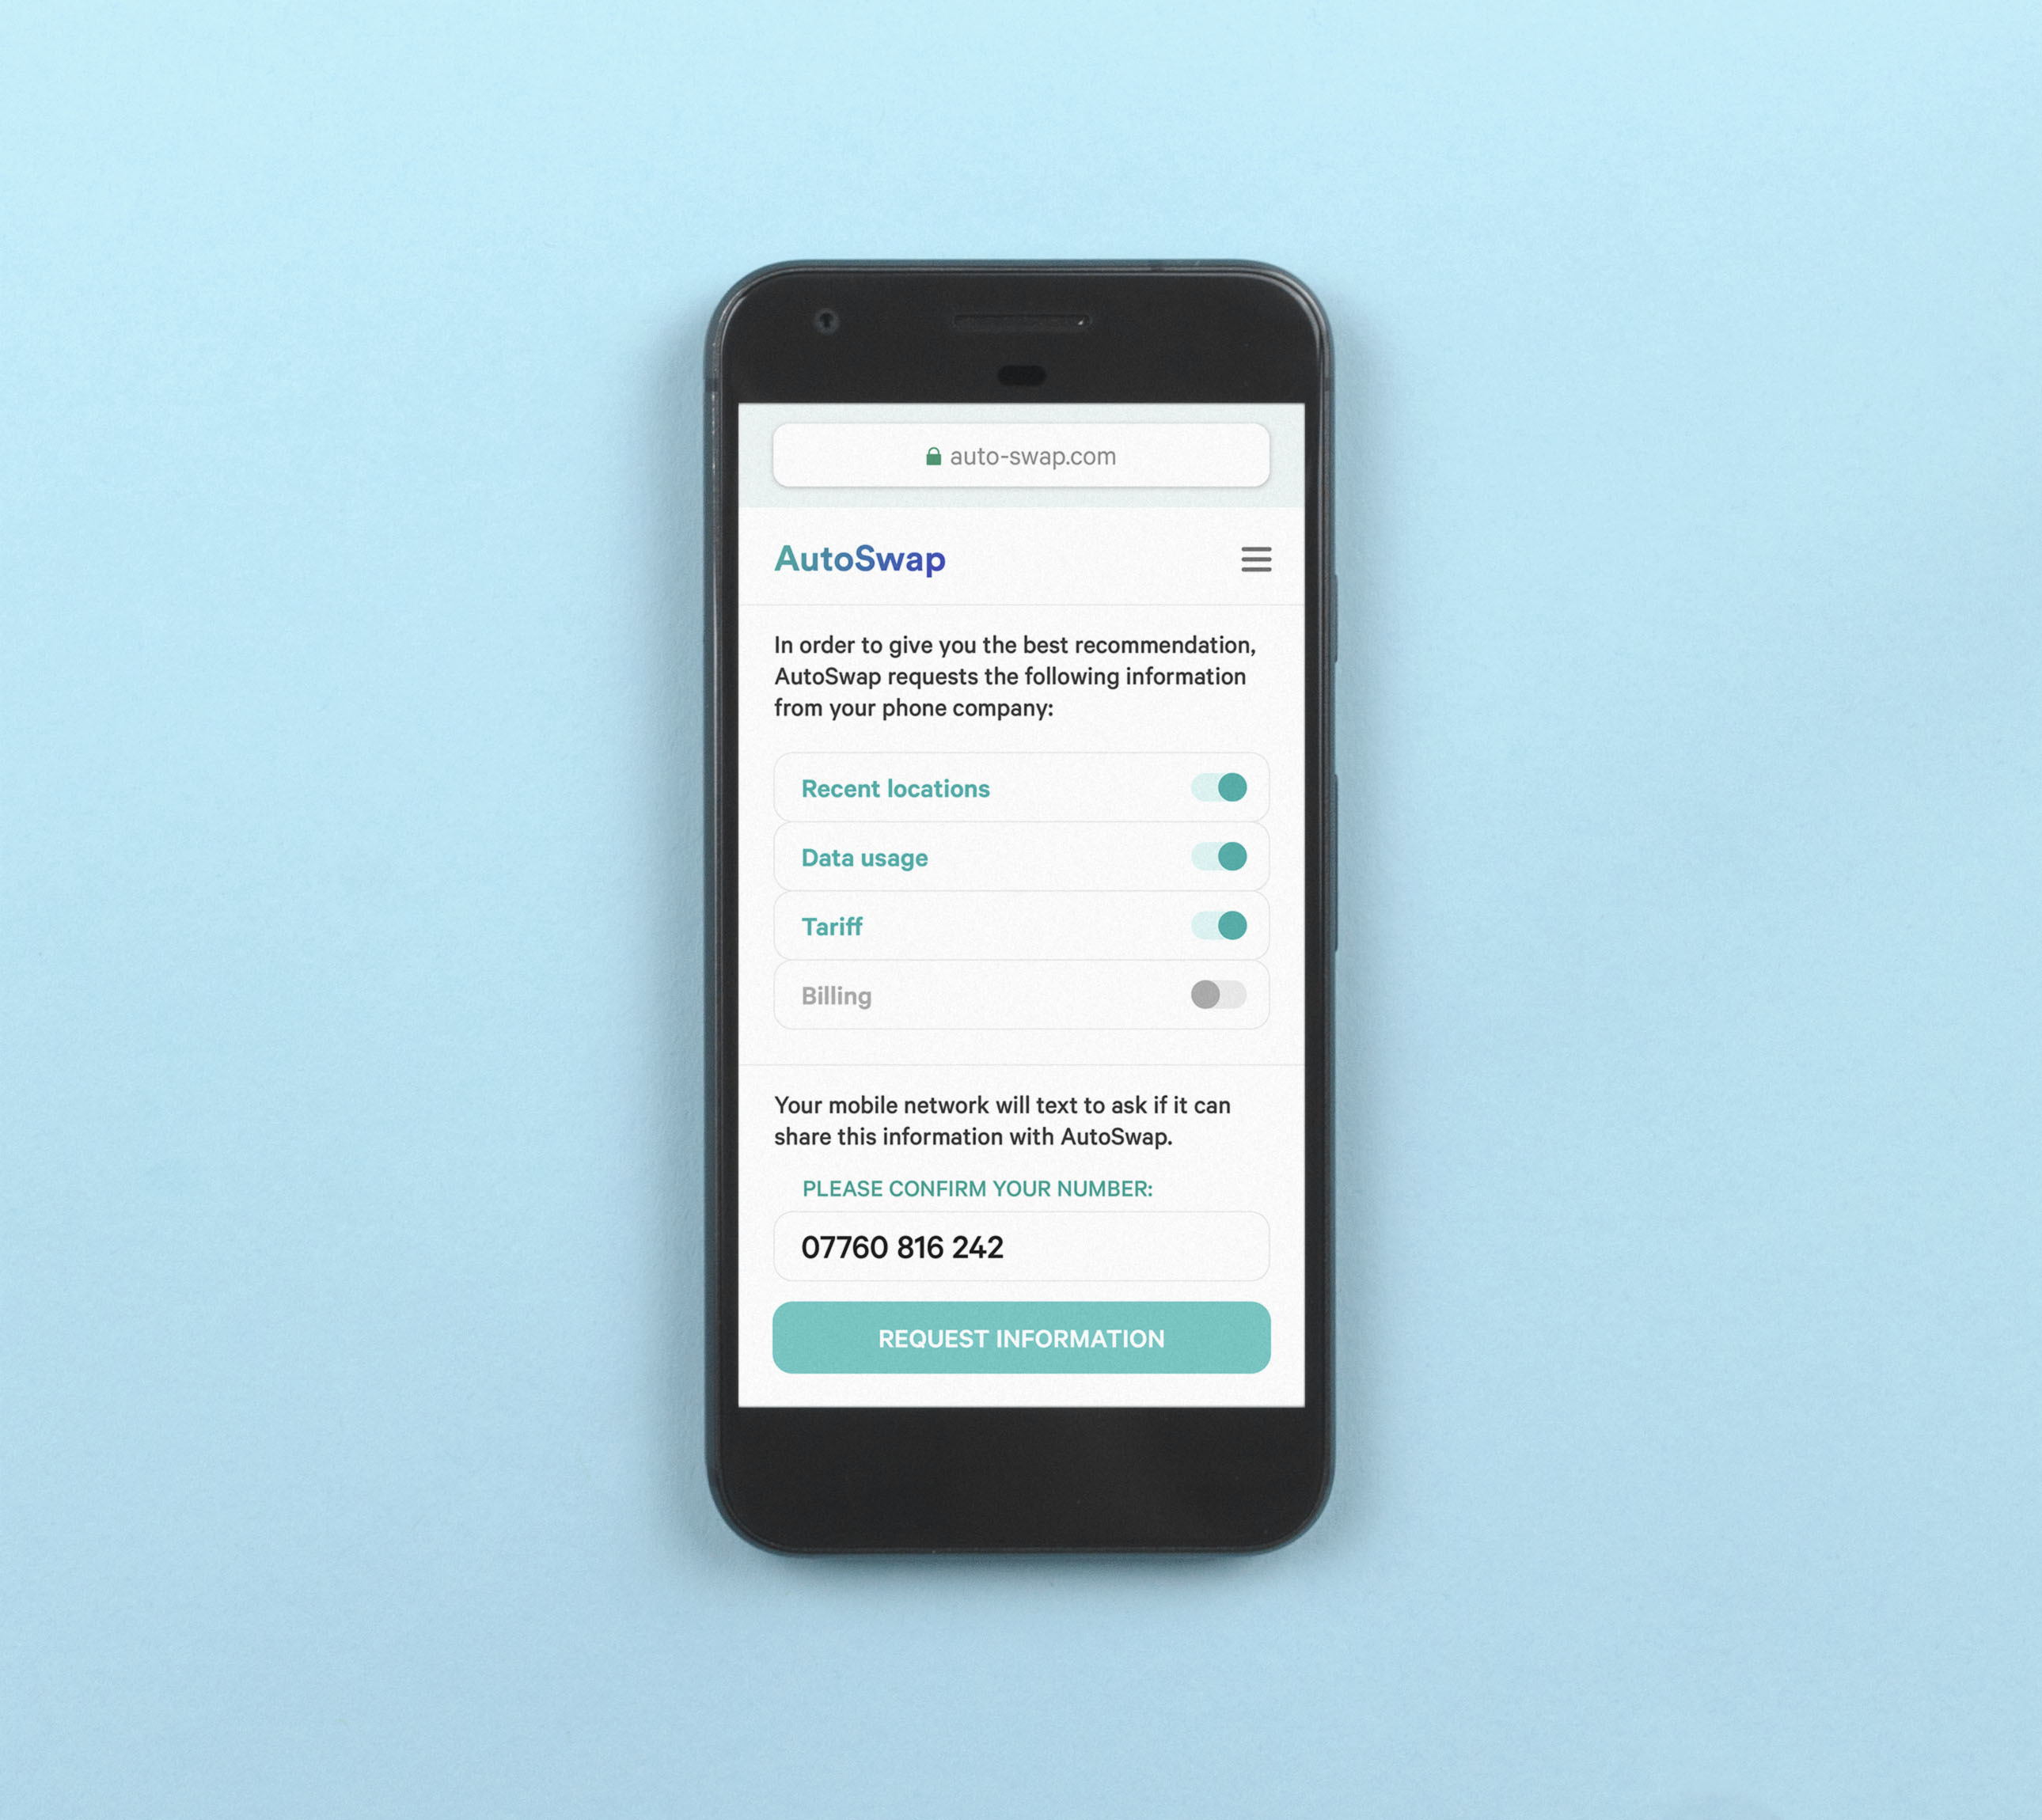 auto-swap.com
AutoSwap
In order to give you the best recommendation,
AutoSwap requests the following information
from your phone company:
Recent locations
Data usage
Tariff
Billing
Your mobile network will text to ask if it can
share this information with AutoSwap.
PLEASE CONFIRM YOUR NUMBER:
07760 816 242
REQUEST INFORMATION